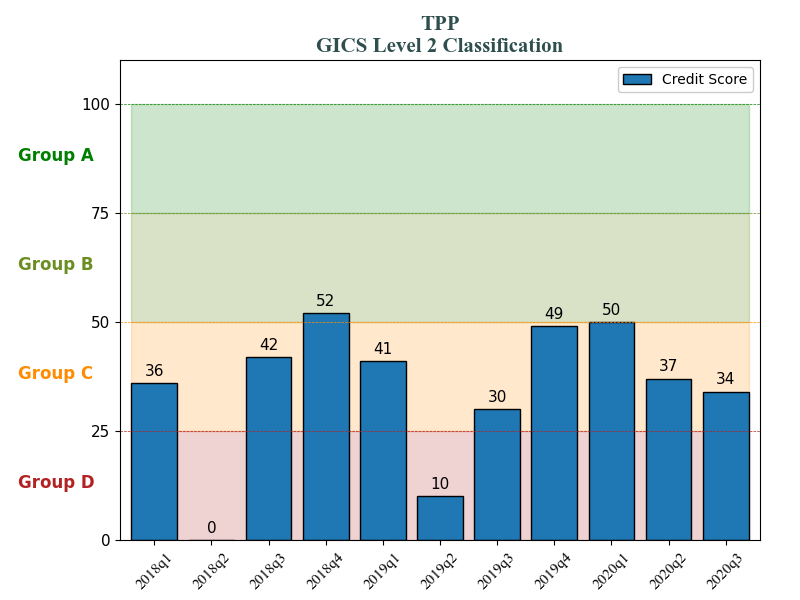 TPP
GICS Level 2 Classification
Credit Score
100
Group A
75
Group B
52
50
50
49
42
41
Group C
36
37
34
30
25
Group D
10
0
0
2018q1
2018q2
2018q3
2018q4
2019q1
2019q2
2019q3
2019q4
2020q1
2020q2
2020q3